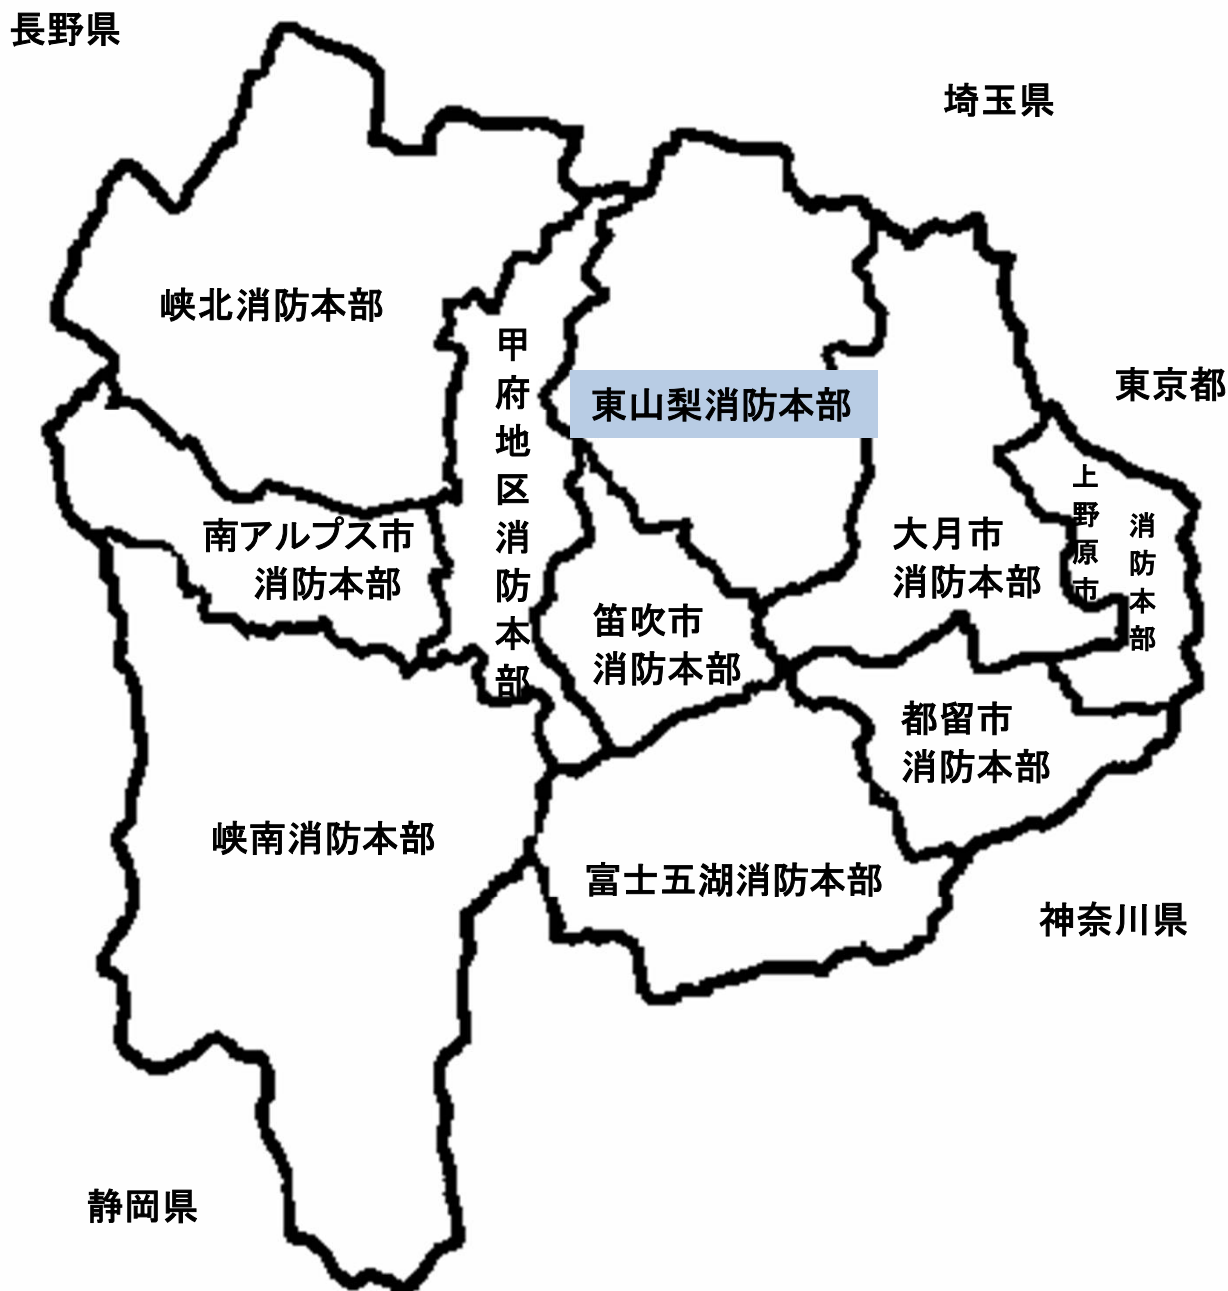 長野県
埼玉県
峡北消防本部
甲府地区消防本部
東山梨消防本部
東京都
上野原市
消防本部
南アルプス市
消防本部
大月市
消防本部
笛吹市
消防本部
都留市
消防本部
峡南消防本部
富士五湖消防本部
神奈川県
静岡県